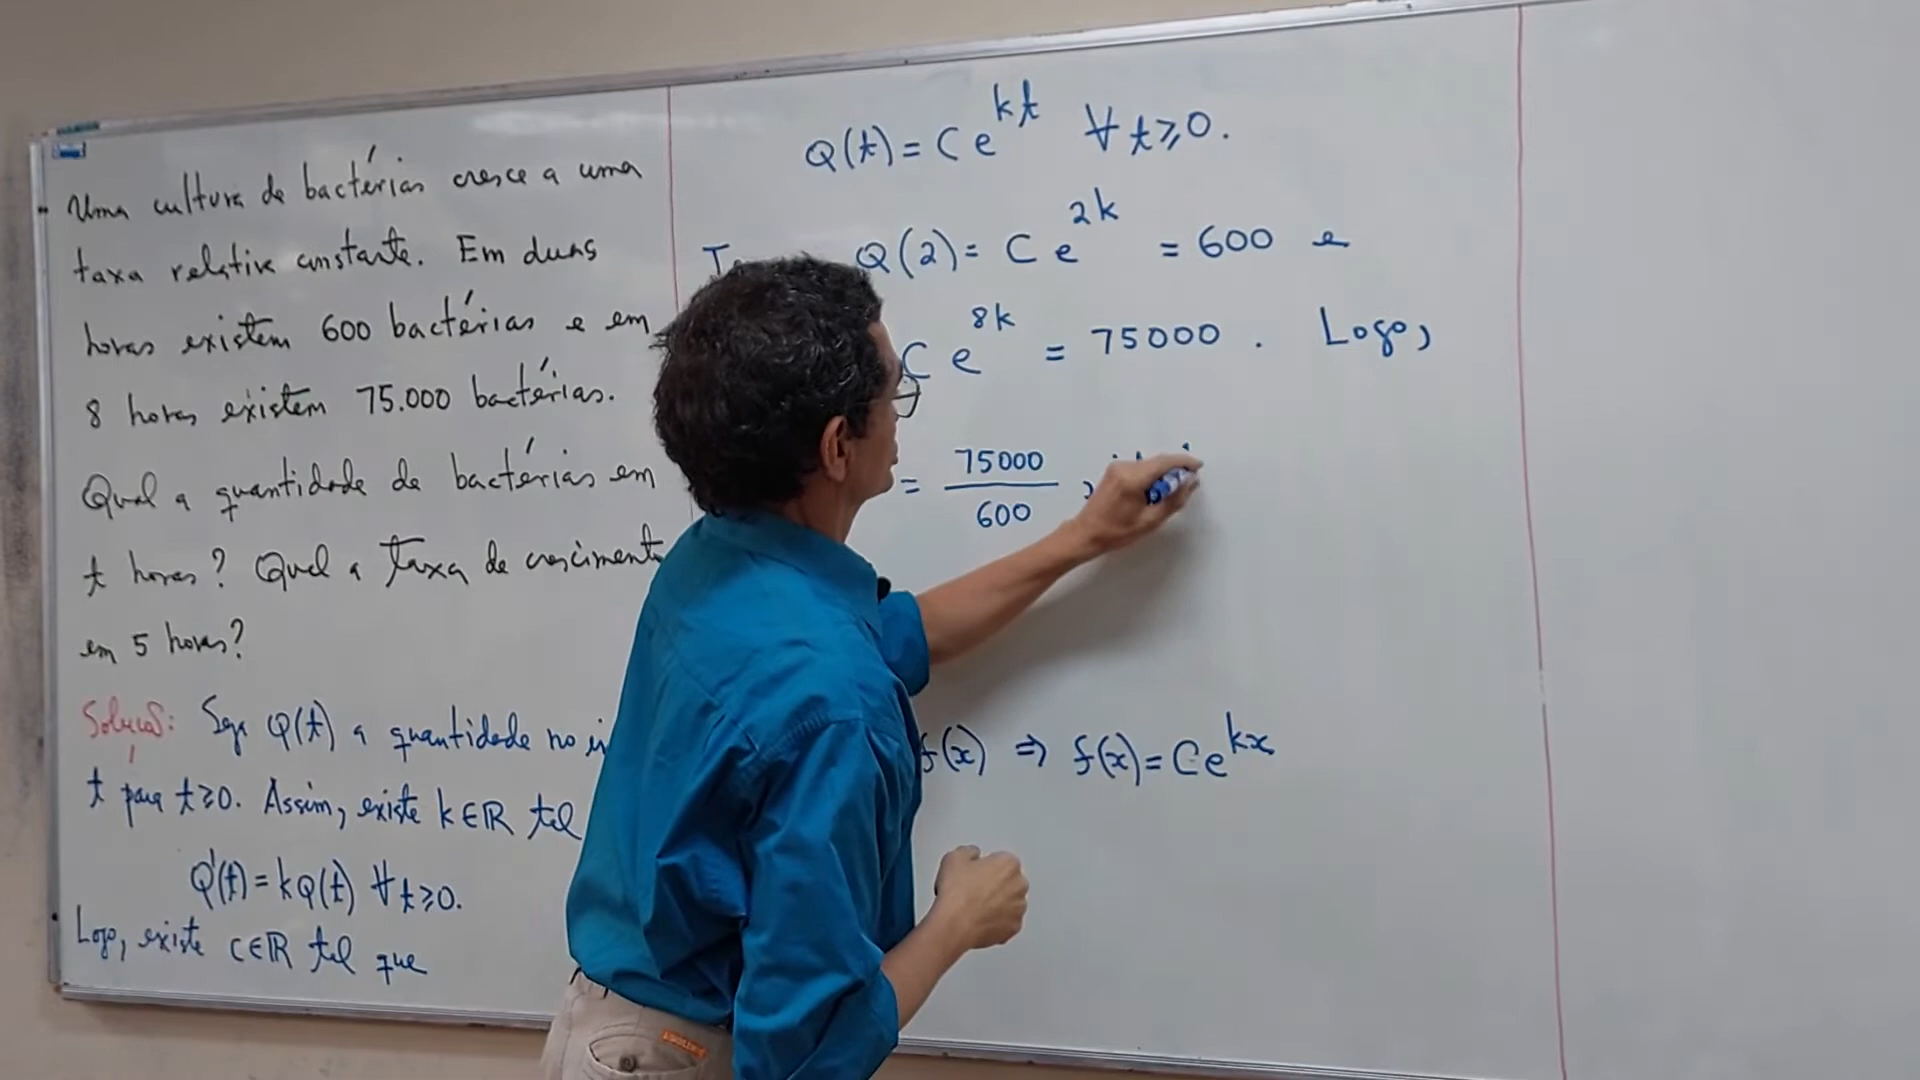 Uma cultura de bactérias cresce a uma
taxa relativa constante. Em duas
horas existem 600 bactérias e em
8 horas existem 75.000 bactérias.
Qual a quantidade de bactérias em
t horas? Qual a taxa de crescimento
em 5 horas?
Solução: Seja Q(t) a quantidade no
t para t≥0. Assim, existe k∈ℝ tal
Q'(t) = kQ(t) ∀t≥0.
Logo, existe C∈ℝ tal que
Q(t) = Ce^{kt} ∀t≥0.
Q(2) = Ce^{2k} = 600 e
Ce^{8k} = 75000. Logo,
= 75000/600 ,
f(x) ⇒ f(x) = Ce^{kx}